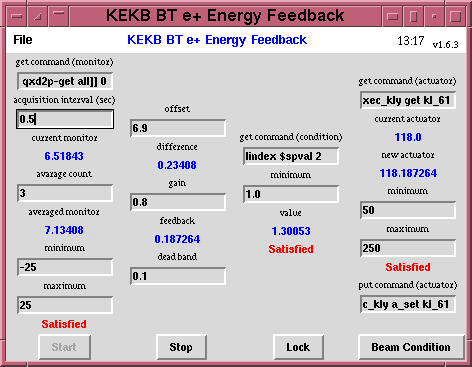 KEKB BT e+ Energy Feedback
File
KEKB BT e+ Energy Feedback
13:17
v1.6.3
get command (monitor)
qxd2p-get all]] 0
acquisition interval (sec)
0.5
current monitor
6.51843
avarage count
3
averaged monitor
7.13408
minimum
-25
maximum
25
Satisfied
offset
6.9
difference
0.23408
gain
0.8
feedback
0.187264
dead band
0.1
get command (condition)
lindex $spval 2
minimum
1.0
value
1.30053
Satisfied
get command (actuator)
xec_kly get kl_61
current actuator
118.0
new actuator
118.187264
minimum
50
maximum
250
Satisfied
put command (actuator)
c_kly a_set kl_61
Start
Stop
Lock
Beam Condition